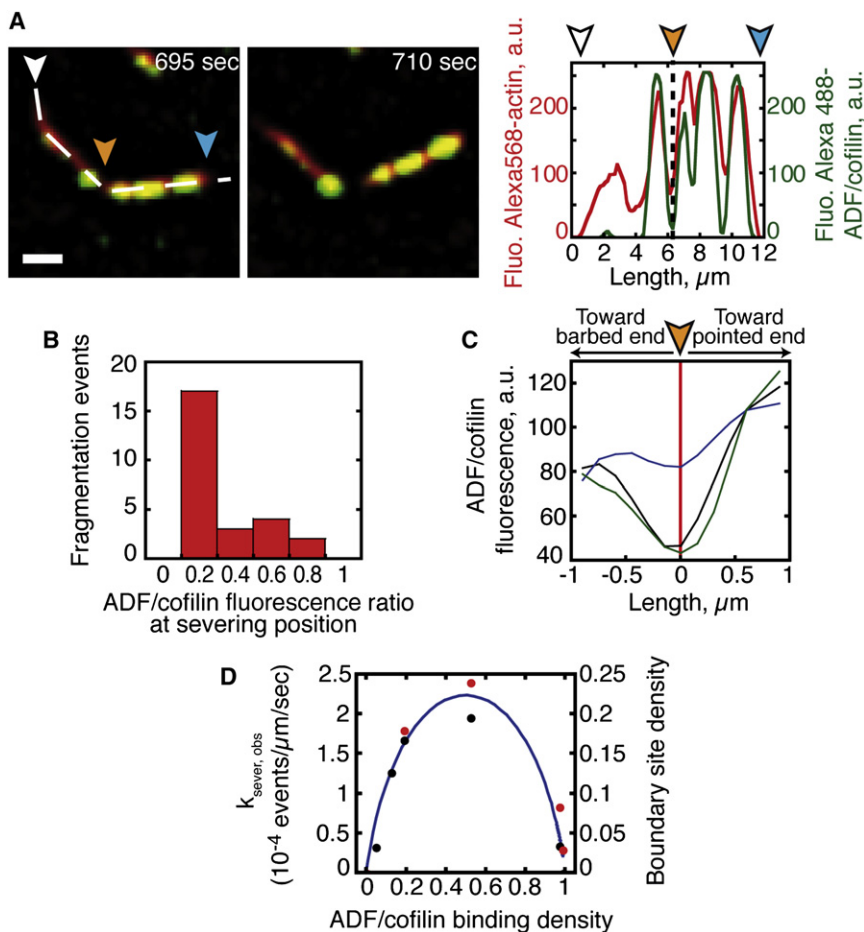 A
695 sec
710 sec
Fluo. Alexa568-actin, a.u.
200
100
0
0 2 4 6 8 10 12
Length, µm
200
100
0
Fluo. Alexa 488-
ADF/cofilin, a.u.
B
Fragmentation events
20
15
10
5
0
0 0.2 0.4 0.6 0.8 1
ADF/cofilin fluorescence ratio
at severing position
C
Toward
barbed end
Toward
pointed end
ADF/cofilin
fluorescence, a.u.
120
100
80
60
40
-1 -0.5 0 0.5 1
Length, µm
D
k sever, obs
(10-4 events/µm/sec)
2.5
2
1.5
1
0.5
0
0 0.2 0.4 0.6 0.8 1
ADF/cofilin binding density
0.25
0.2
0.15
0.1
0.05
0
Boundary site density